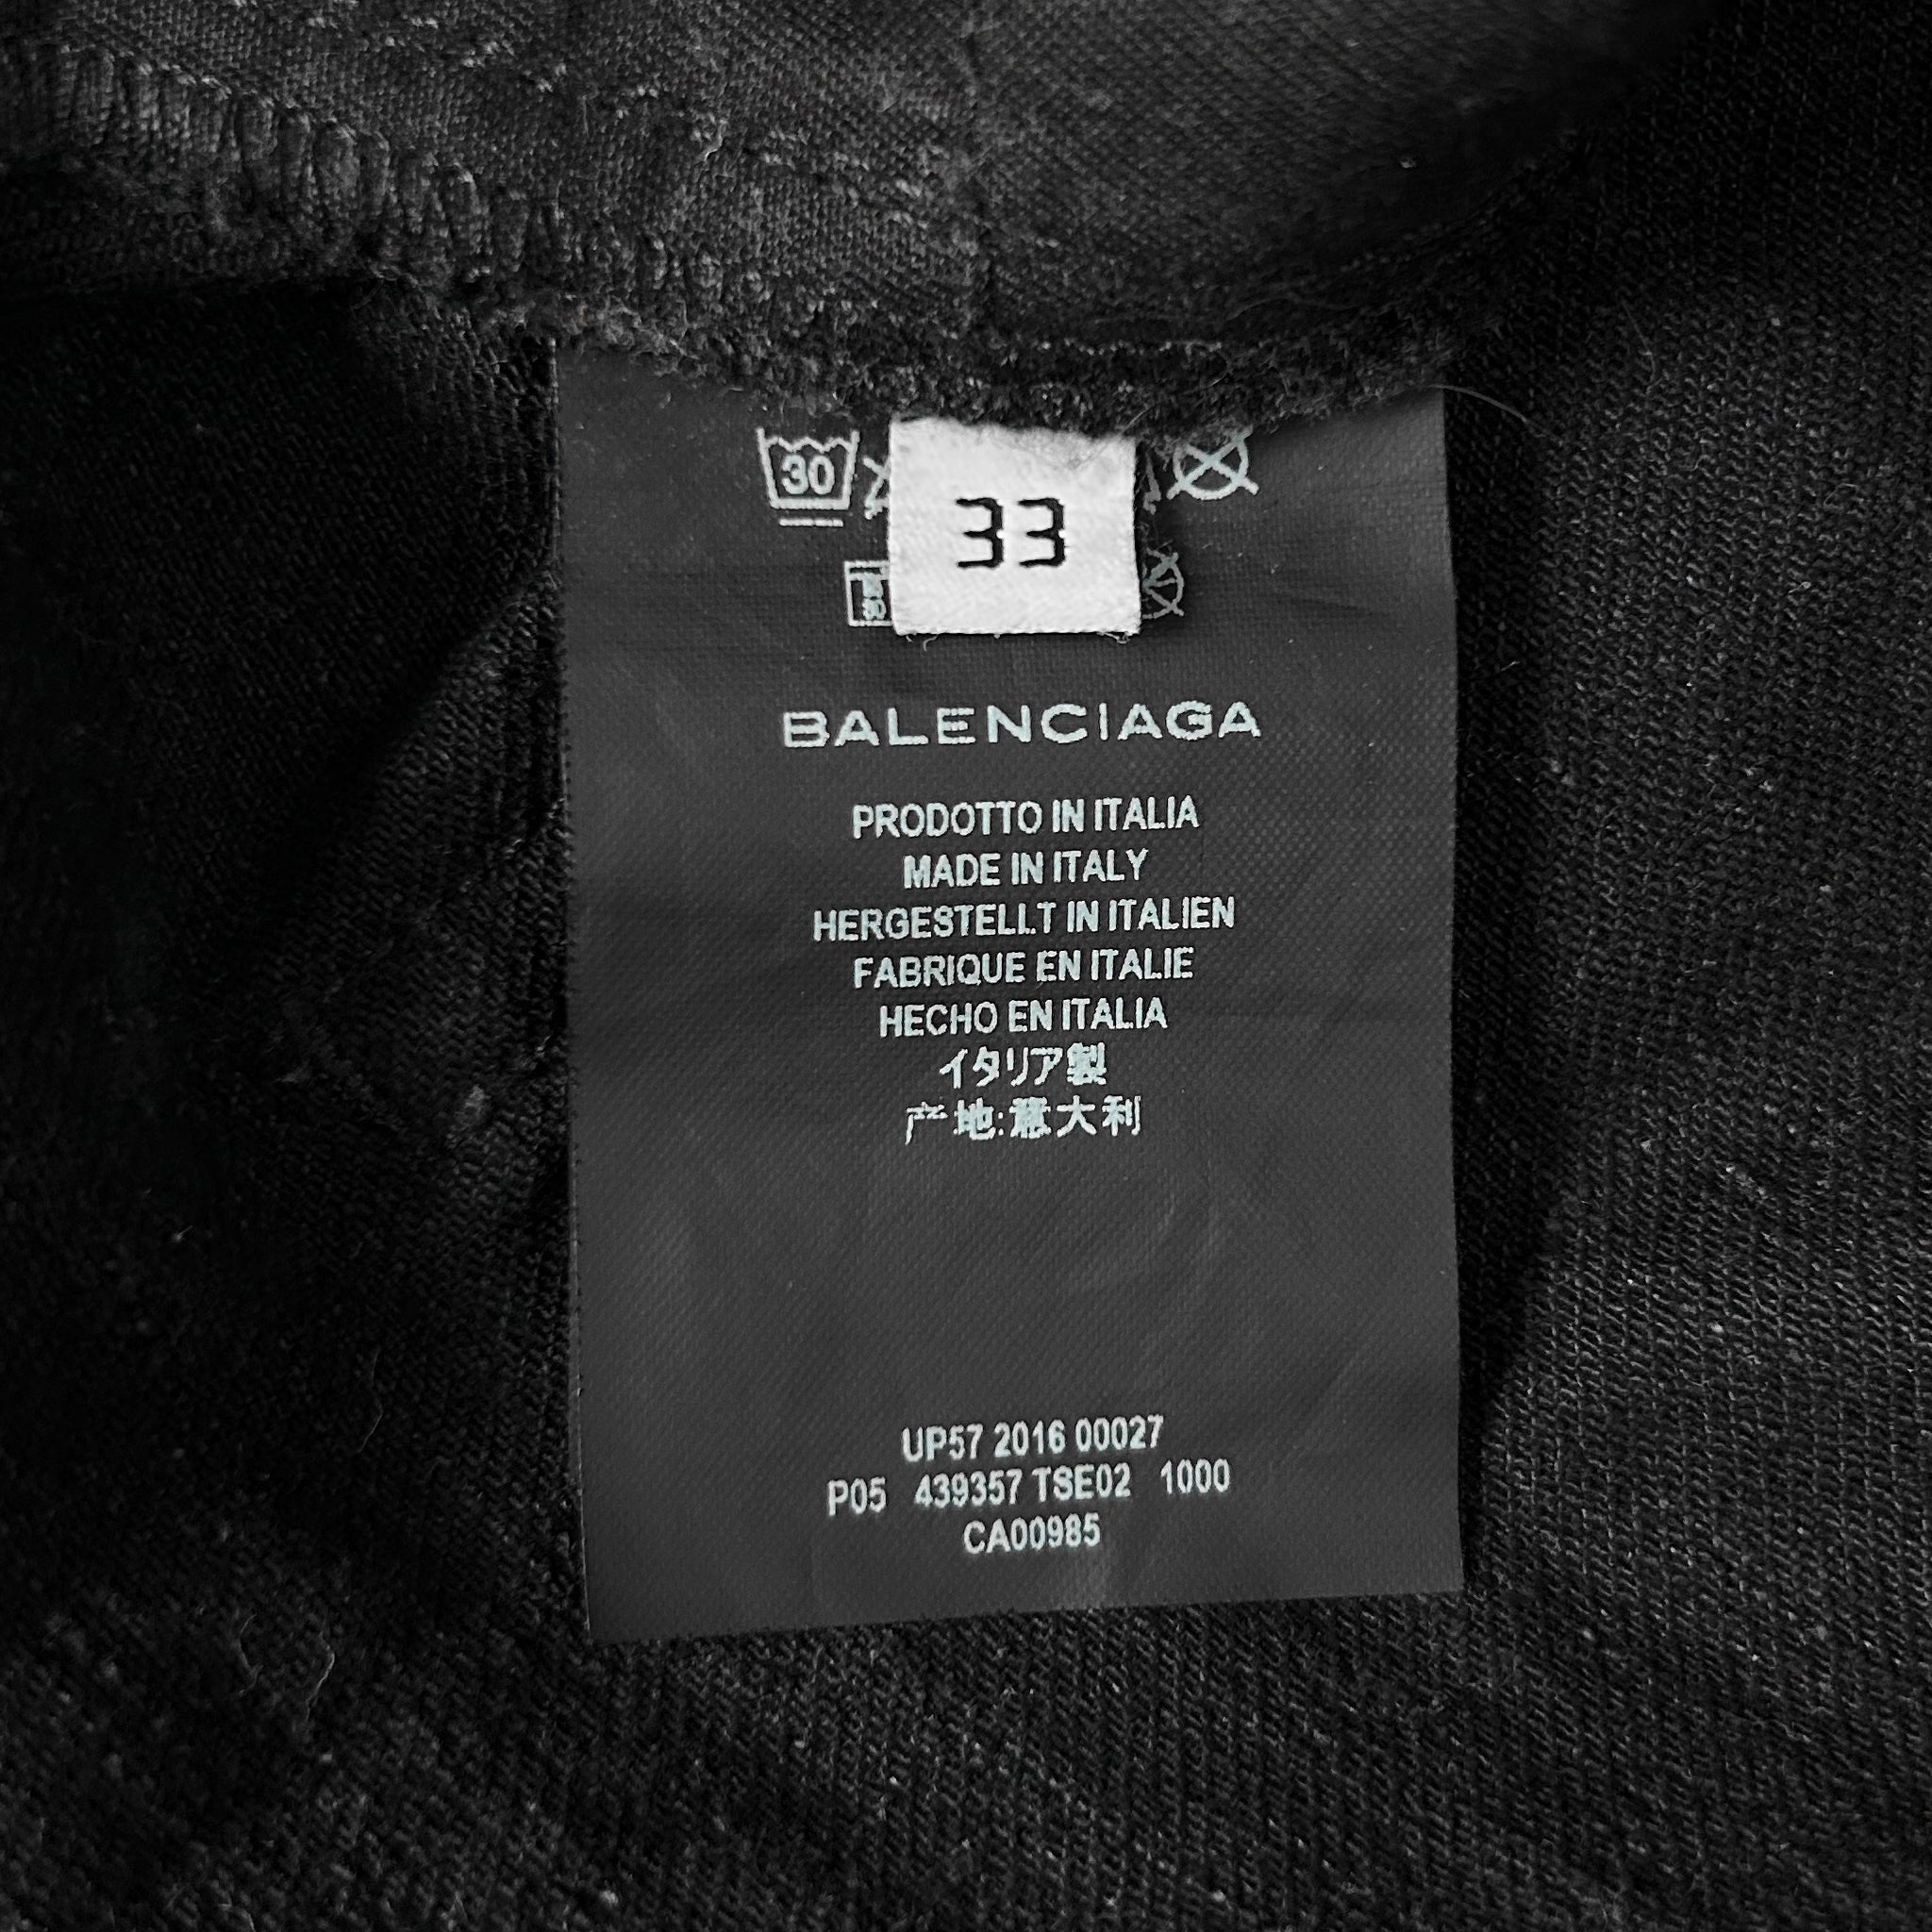 30
33
BALENCIAGA
PRODOTTO IN ITALIA
MADE IN ITALY
HERGESTELLT IN ITALIEN
FABRIQUE EN ITALIE
HECHO EN ITALIA
イタリア製
产地:意大利
UP57 2016 00027
P05 439357 TSE02 1000
CA00985